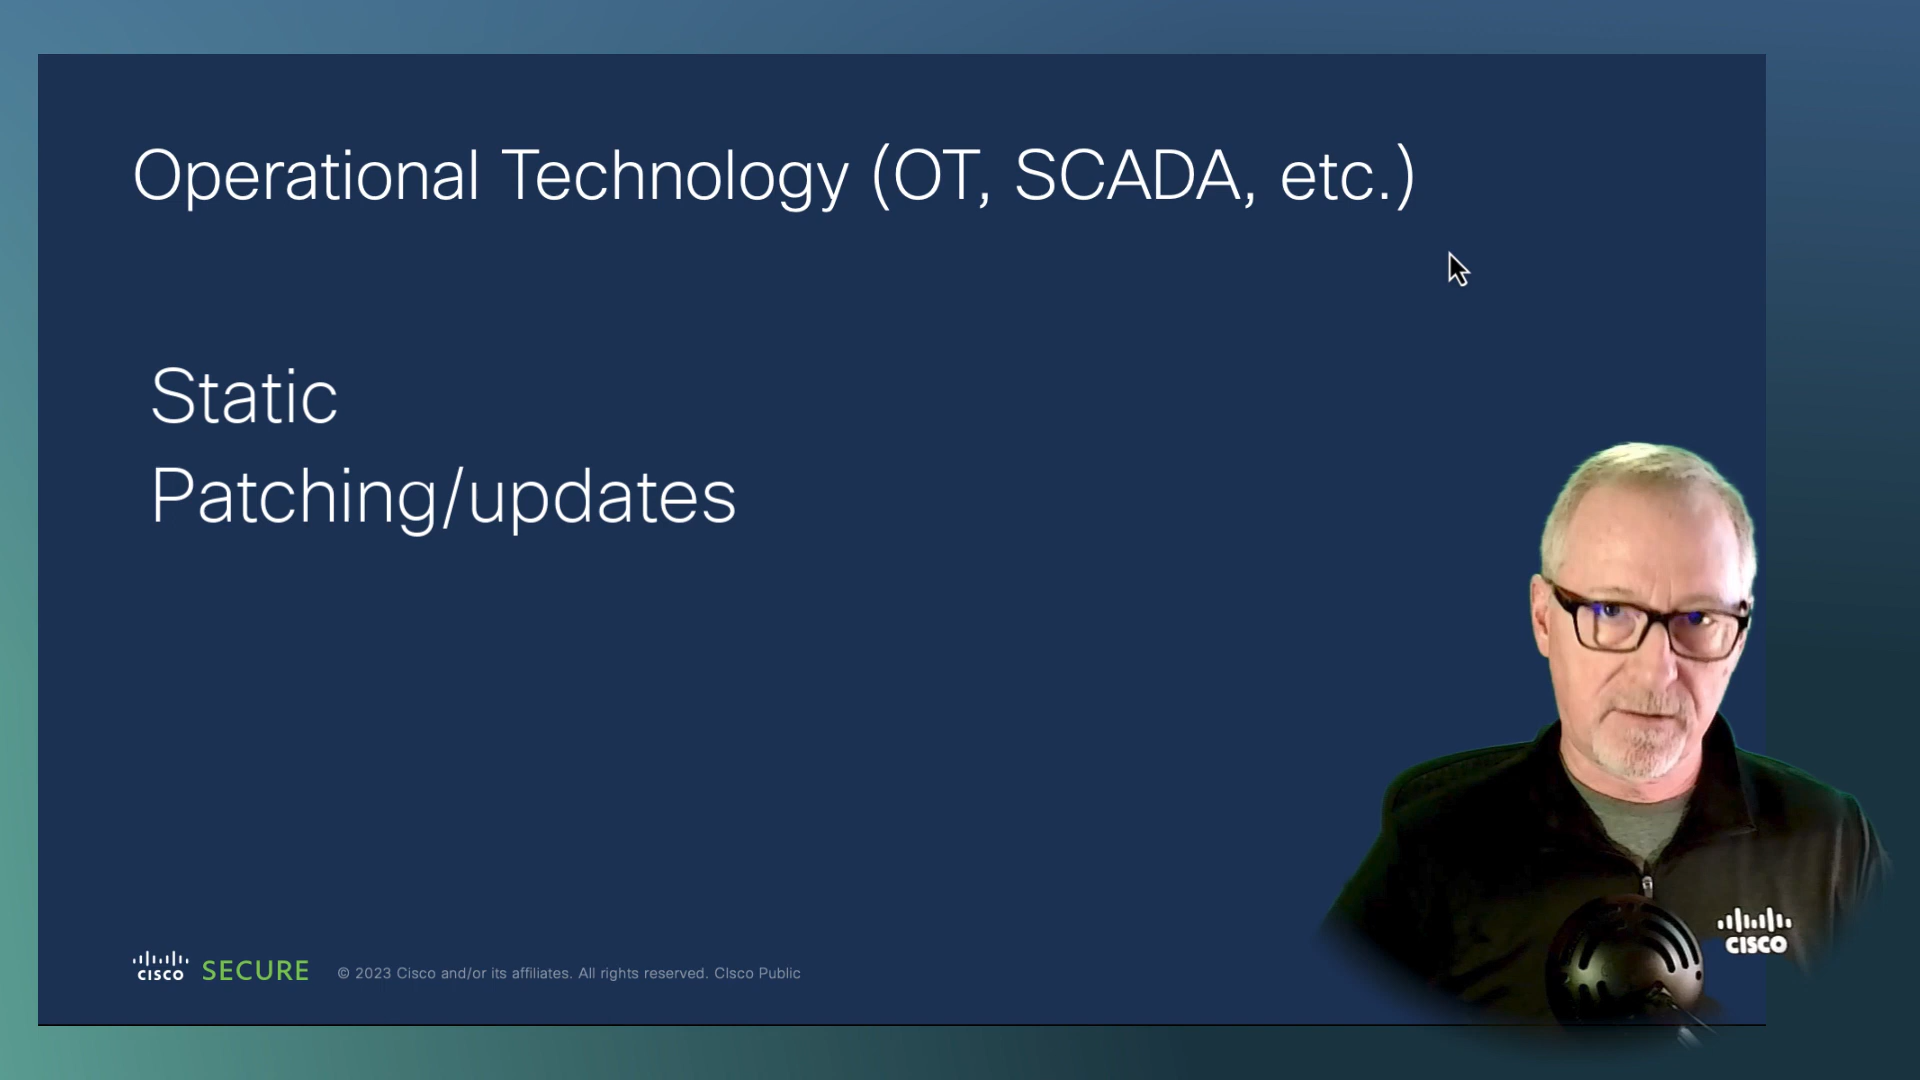 Operational Technology (OT, SCADA, etc.)
Static
Patching/updates
CISCO SECURE © 2023 Cisco and/or its affiliates. All rights reserved. CIsco Public
CISCO